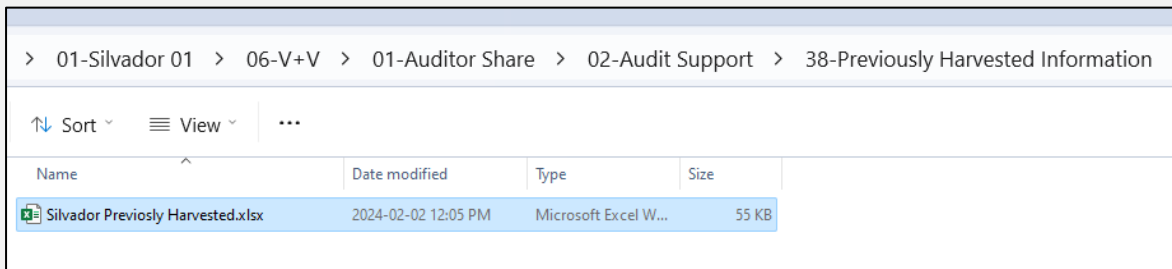 > 01-Silvador 01 > 06-V+V > 01-Auditor Share > 02-Audit Support > 38-Previously Harvested Information
Sort View ...
Name Date modified Type Size
Silvador Previosly Harvested.xlsx 2024-02-02 12:05 PM Microsoft Excel W... 55 KB